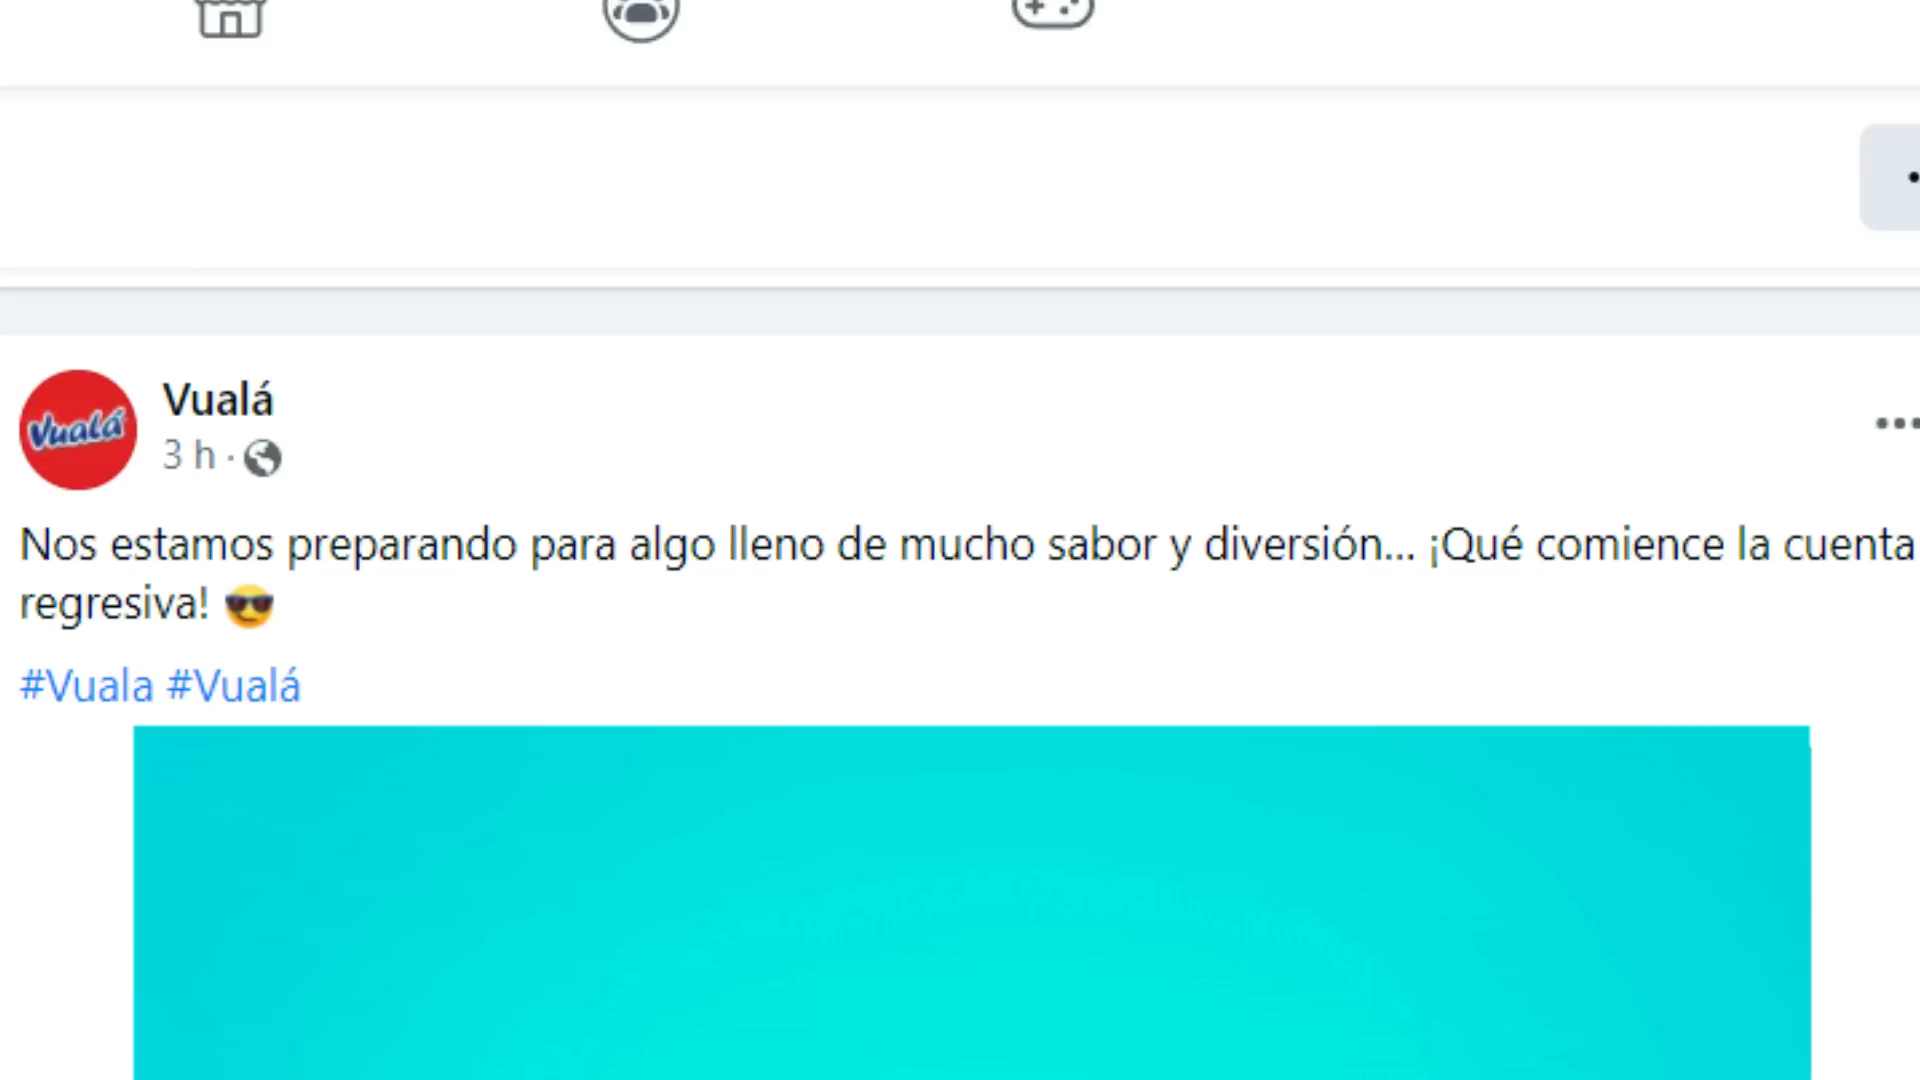 Vualá
Vualá
3 h ·
Nos estamos preparando para algo lleno de mucho sabor y diversión... ¡Qué comience la cuenta
regresiva! 😎
#Vuala #Vualá